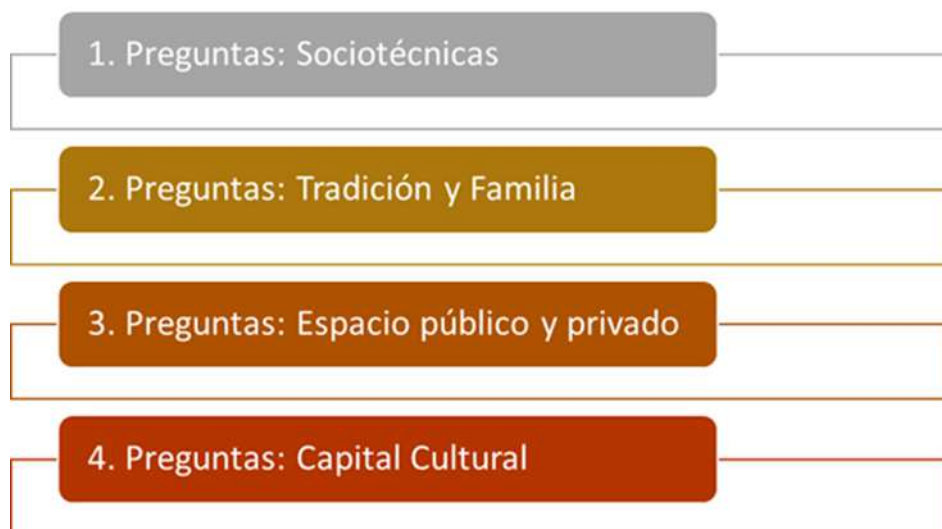 1. Preguntas: Sociotécnicas
2. Preguntas: Tradición y Familia
3. Preguntas: Espacio público y privado
4. Preguntas: Capital Cultural